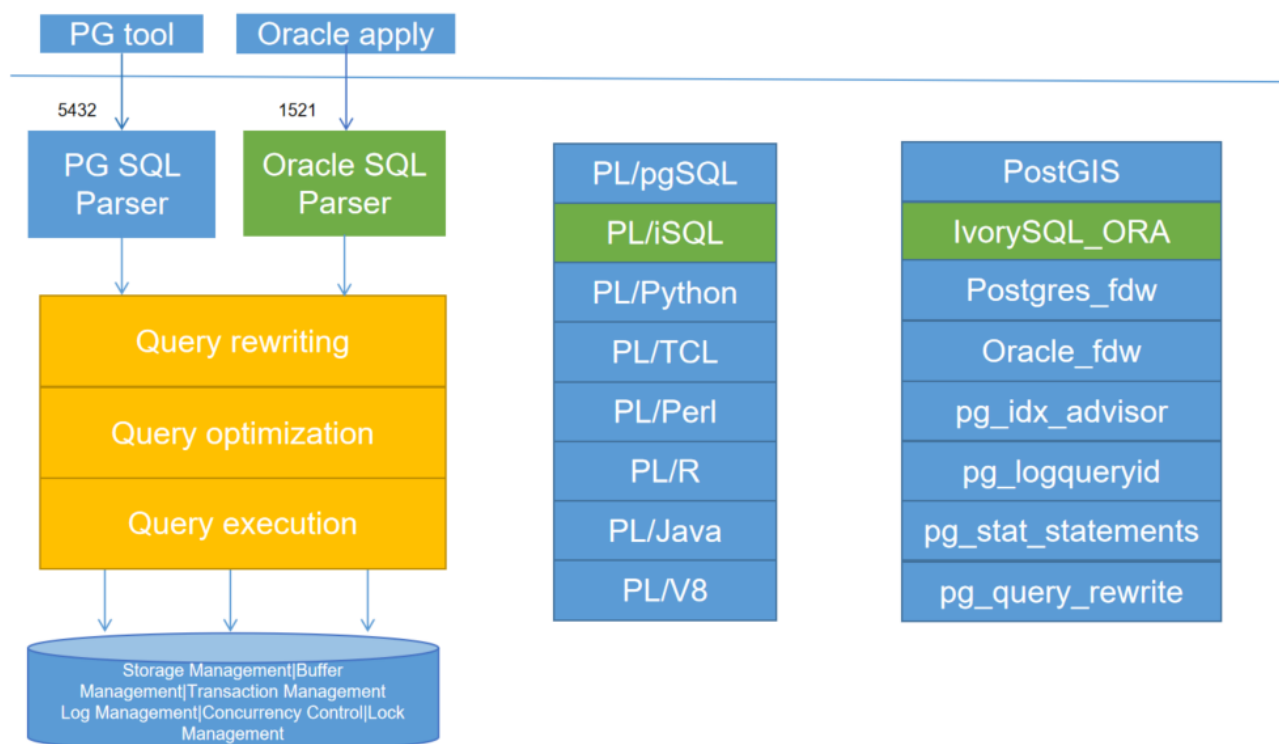 PG tool
Oracle apply
5432
1521
PG SQL
Parser
Oracle SQL
Parser
Query rewriting
Query optimization
Query execution
Storage Management|Buffer
Management|Transaction Management
Log Management|Concurrency Control|Lock
Management
PL/pgSQL
PL/iSQL
PL/Python
PL/TCL
PL/Perl
PL/R
PL/Java
PL/V8
PostGIS
IvorySQL_ORA
Postgres_fdw
Oracle_fdw
pg_idx_advisor
pg_logqueryid
pg_stat_statements
pg_query_rewrite